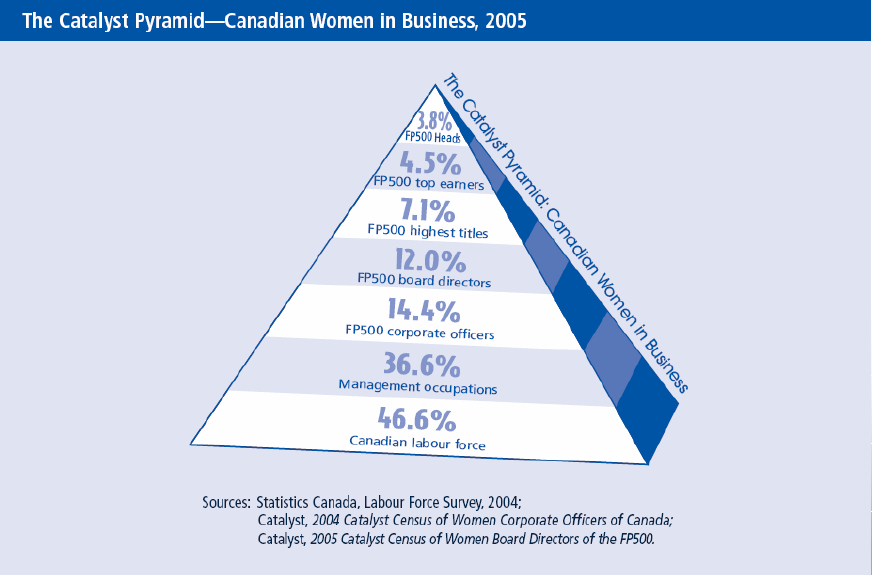 The Catalyst Pyramid—Canadian Women in Business, 2005
The Catalyst Pyramid: Canadian Women in Business
3.8%
FP500 Heads
4.5%
FP500 top earners
7.1%
FP500 highest titles
12.0%
FP500 board directors
14.4%
FP500 corporate officers
36.6%
Management occupations
46.6%
Canadian labour force
Sources: Statistics Canada, Labour Force Survey, 2004;
Catalyst, 2004 Catalyst Census of Women Corporate Officers of Canada;
Catalyst, 2005 Catalyst Census of Women Board Directors of the FP500.